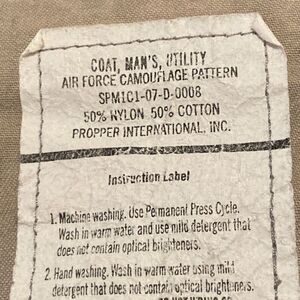 COAT, MAN'S, UTILITY
AIR FORCE CAMOUFLAGE PATTERN
SPM1C1-07-D-0008
50% NYLON 50% COTTON
PROPPER INTERNATIONAL, INC.
Instruction Label
1. Machine washing. Use Permanent Press Cycle.
Wash in warm water and use mild detergent that
does not contain optical brighteners.
2. Hand washing. Wash in warm water using mild
detergent that does not contain optical brighteners.